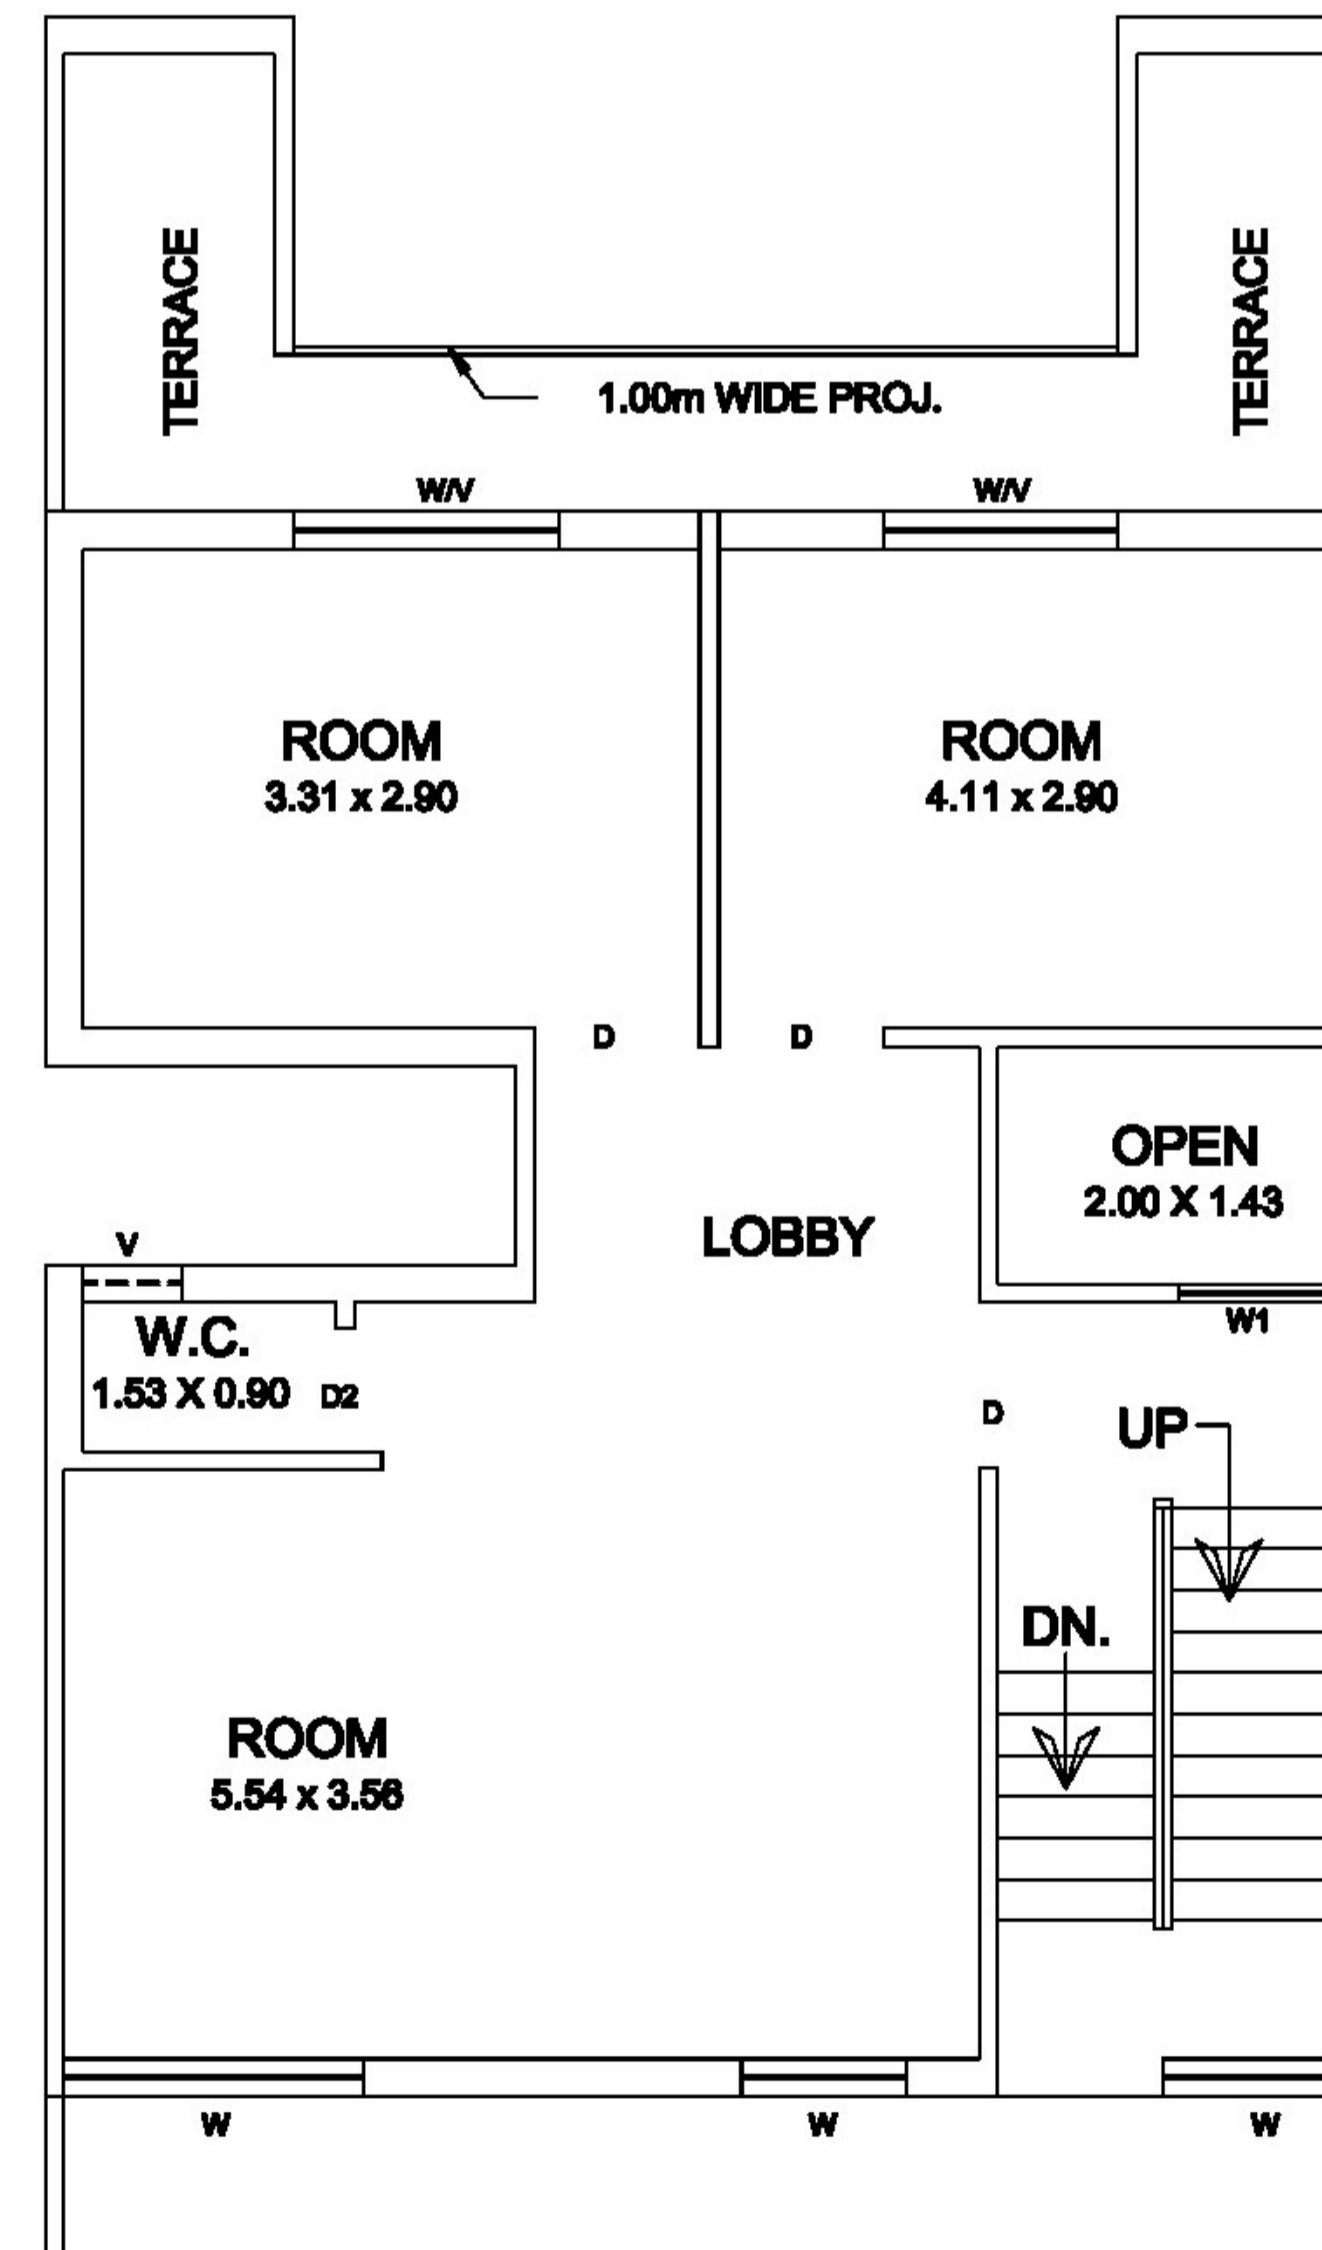 TERRACE
TERRACE
1.00m WIDE PROJ.
W/V
W/V
ROOM
3.31 x 2.90
ROOM
4.11 x 2.90
D
D
OPEN
2.00 X 1.43
LOBBY
V
W1
W.C.
1.53 X 0.90
D2
D
UP
DN.
ROOM
5.54 x 3.56
W
W
W